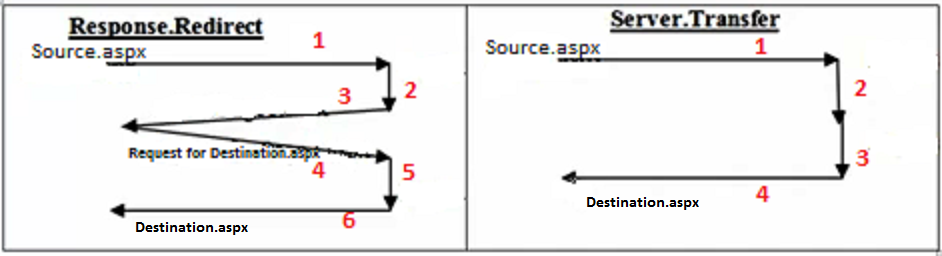 Response.Redirect
Source.aspx
1
2
3
Request for Destination.aspx
4
5
6
Destination.aspx
Server.Transfer
Source.aspx
1
2
3
4
Destination.aspx